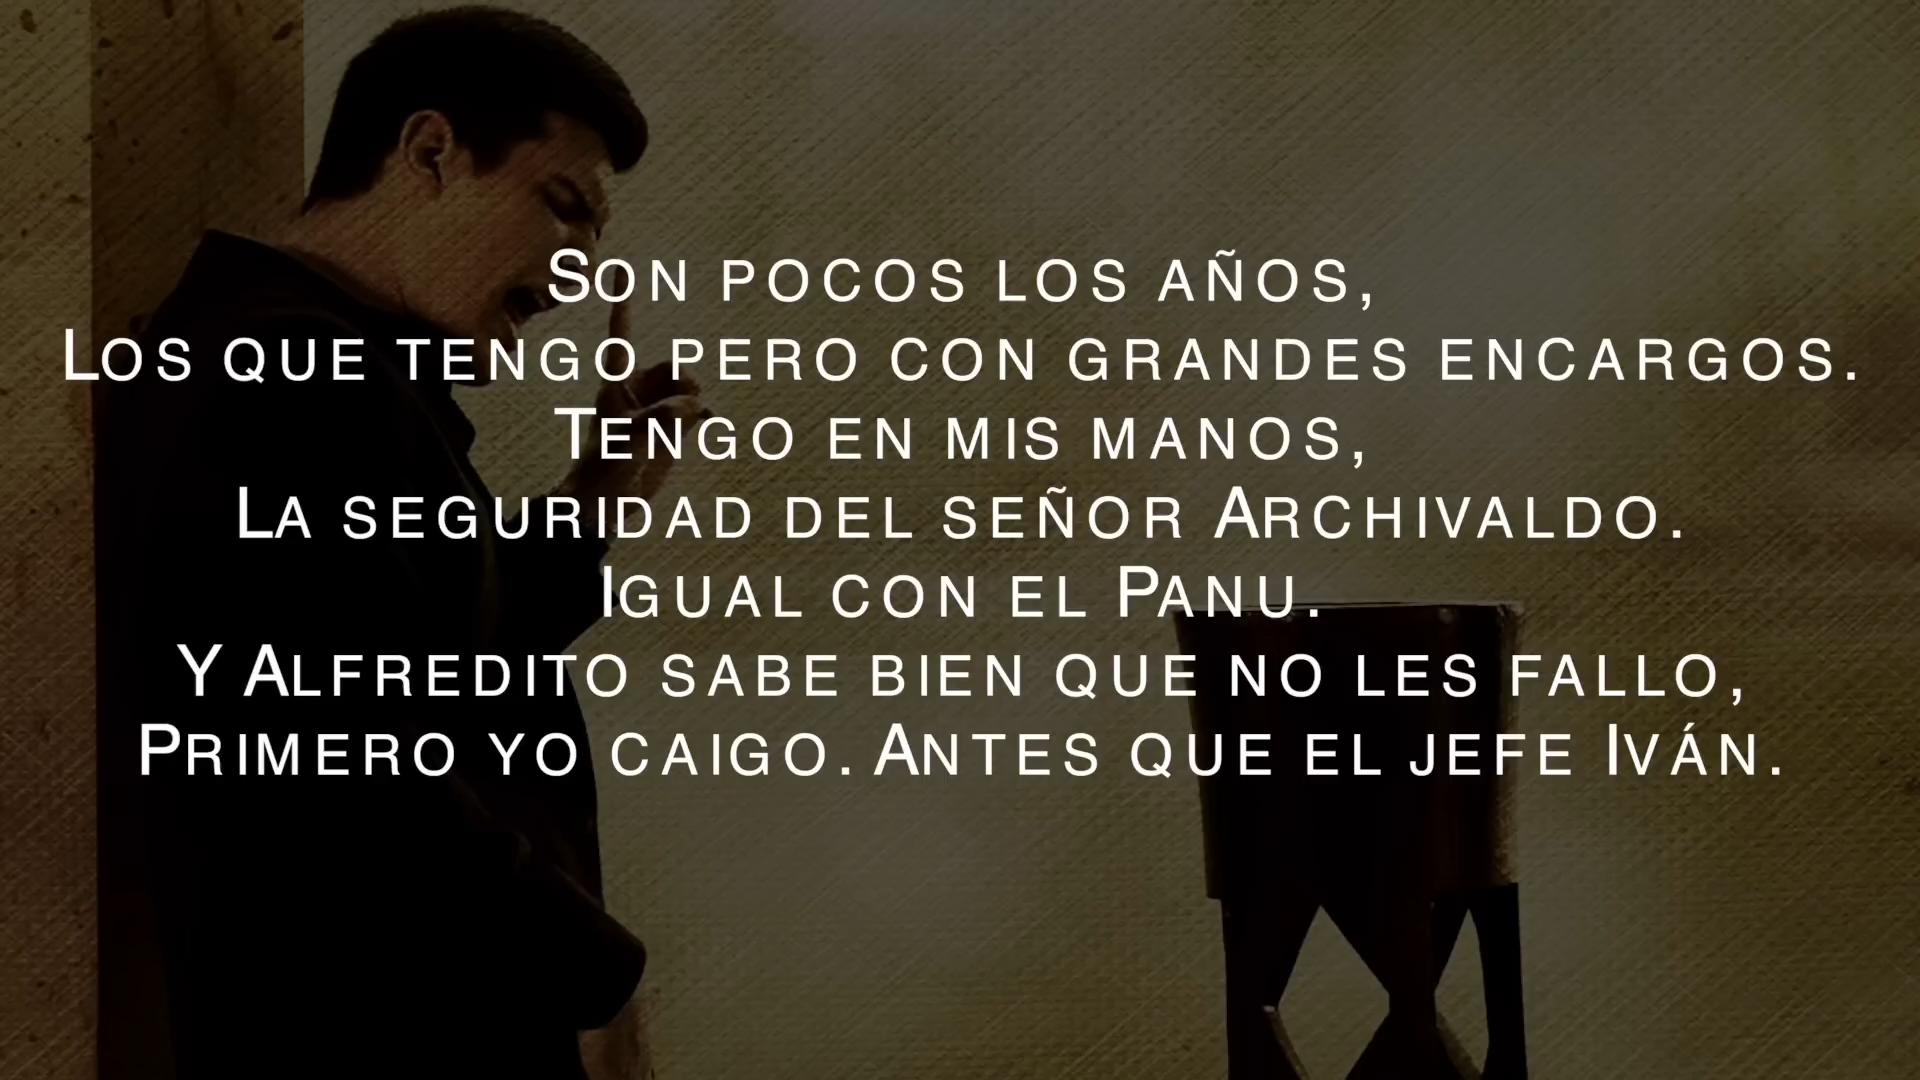 Son pocos los años,
Los que tengo pero con grandes encargos.
Tengo en mis manos,
La seguridad del señor Archivaldo.
Igual con el Panu.
Y Alfredito sabe bien que no les fallo,
Primero yo caigo. Antes que el jefe Iván.